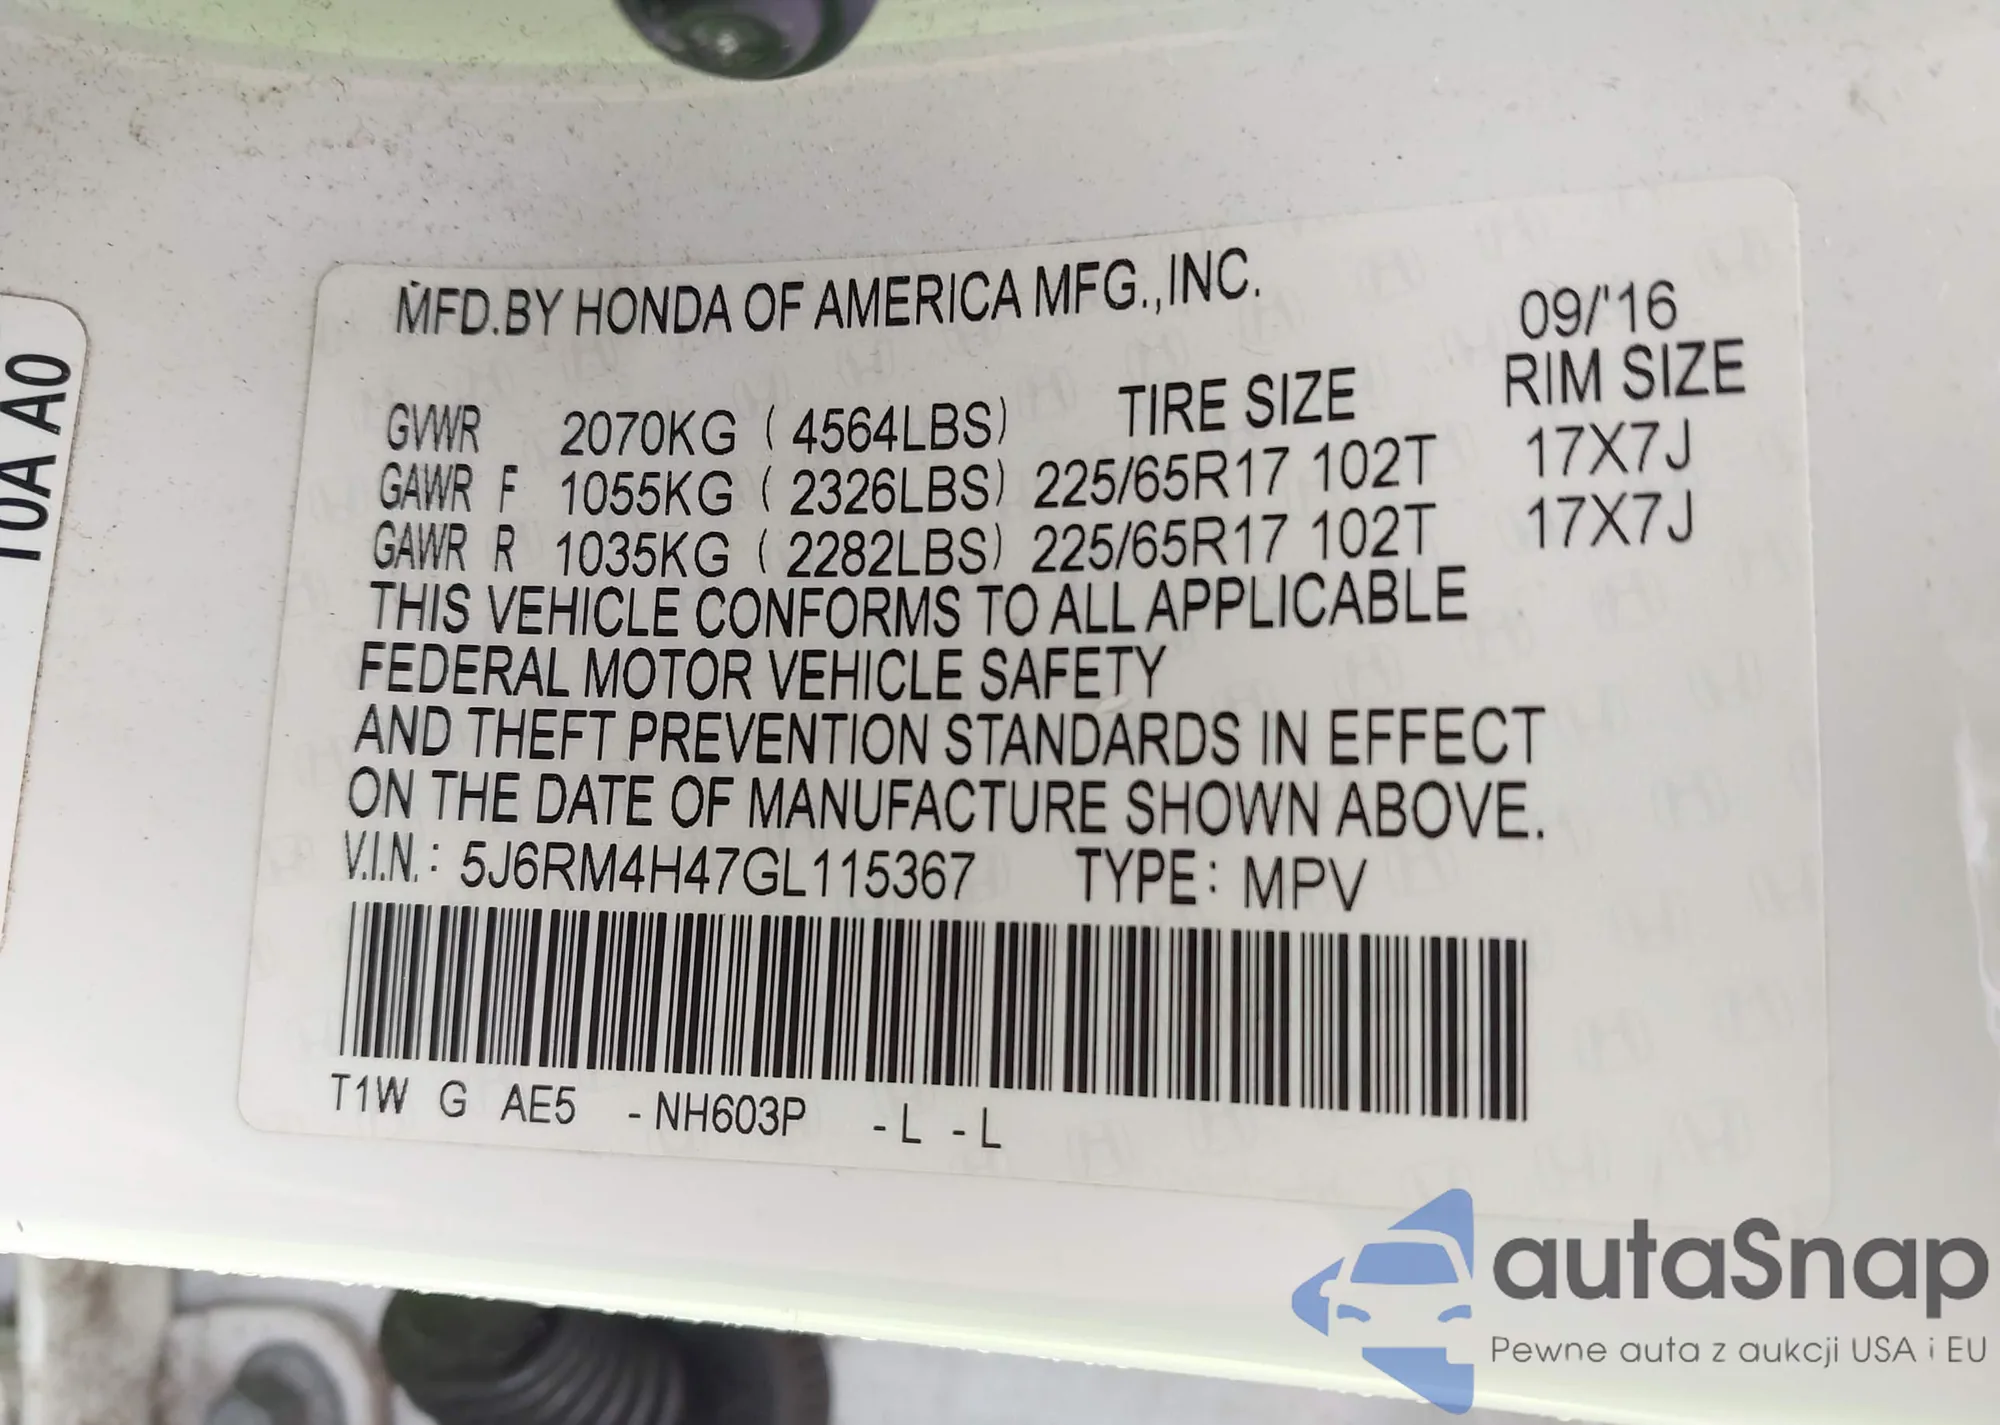 MFD.BY HONDA OF AMERICA MFG.,INC.
09/'16
TIRE SIZE RIM SIZE
GVWR 2070KG ( 4564LBS)
GAWR F 1055KG ( 2326LBS) 225/65R17 102T 17X7J
GAWR R 1035KG ( 2282LBS) 225/65R17 102T 17X7J
THIS VEHICLE CONFORMS TO ALL APPLICABLE
FEDERAL MOTOR VEHICLE SAFETY
AND THEFT PREVENTION STANDARDS IN EFFECT
ON THE DATE OF MANUFACTURE SHOWN ABOVE.
V.I.N.: 5J6RM4H47GL115367 TYPE: MPV
T1W G AE5 -NH603P -L -L
A0
autaSnap
Pewne auta z aukcji USA i EU